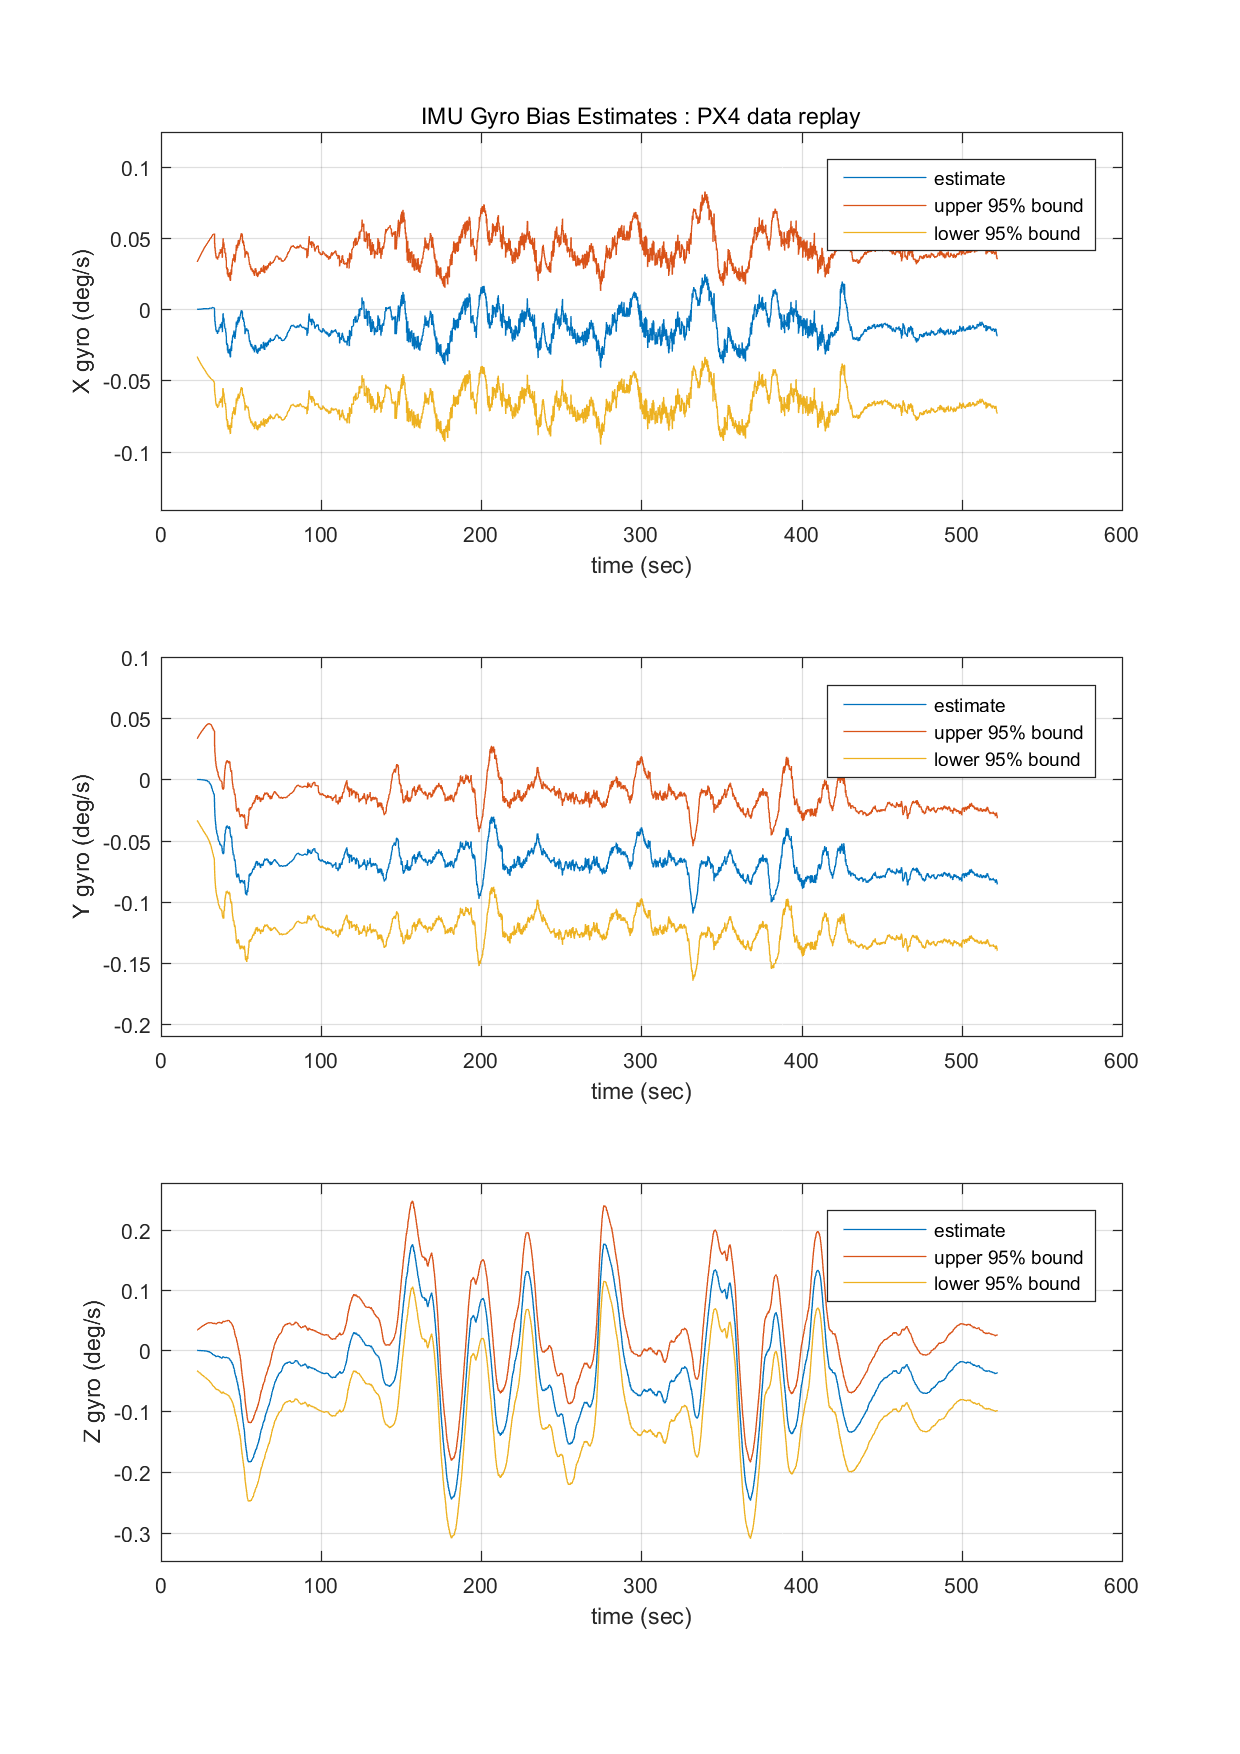 IMU Gyro Bias Estimates : PX4 data replay
0.1
0.05
0
-0.05
-0.1
X gyro (deg/s)
estimate
upper 95% bound
lower 95% bound
0 100 200 300 400 500 600
time (sec)
0.1
0.05
0
-0.05
-0.1
-0.15
-0.2
Y gyro (deg/s)
estimate
upper 95% bound
lower 95% bound
0 100 200 300 400 500 600
time (sec)
0.2
0.1
0
-0.1
-0.2
-0.3
Z gyro (deg/s)
estimate
upper 95% bound
lower 95% bound
0 100 200 300 400 500 600
time (sec)